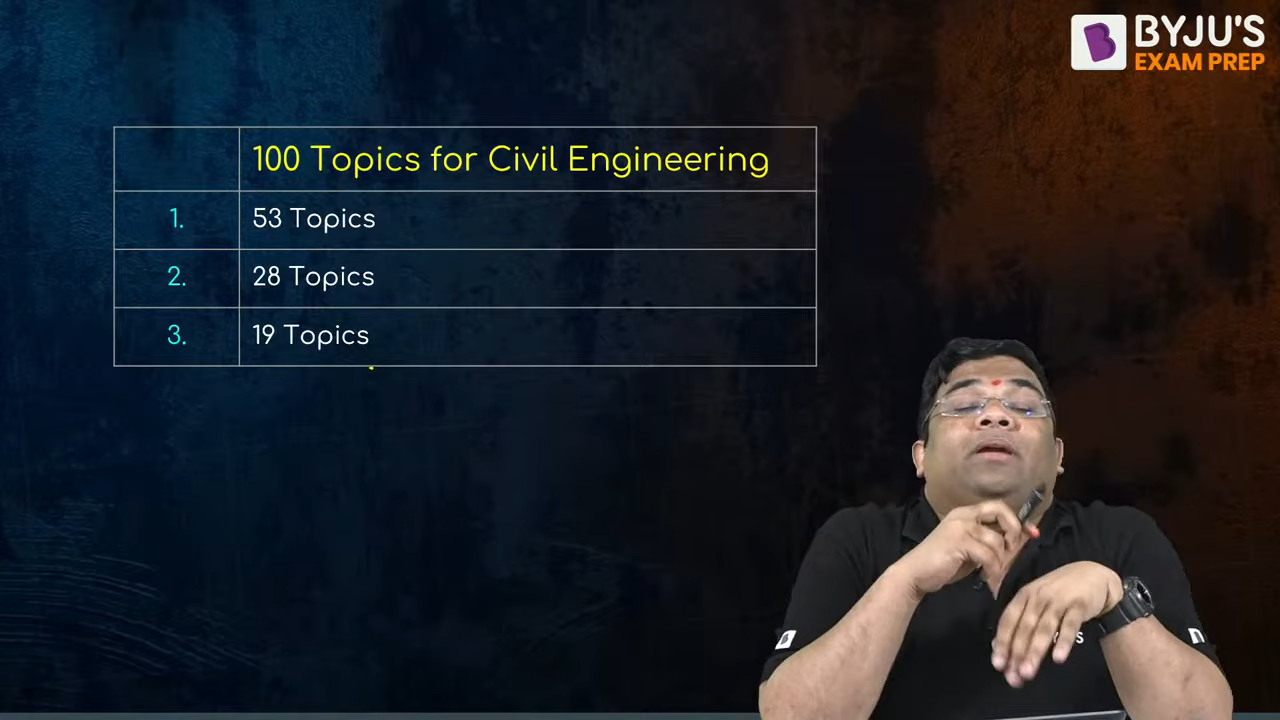 BYJU'S
EXAM PREP
100 Topics for Civil Engineering
1. 53 Topics
2. 28 Topics
3. 19 Topics